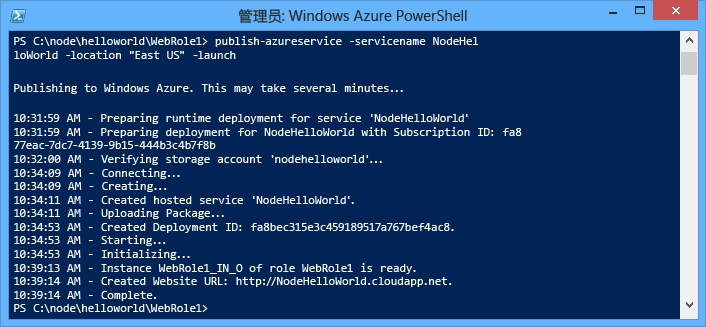 管理员: Windows Azure PowerShell
PS C:\node\helloworld\WebRole1> publish-azureservice -servicename NodeHel
loWorld -location "East US" -launch
Publishing to Windows Azure. This may take several minutes...
10:31:59 AM - Preparing runtime deployment for service 'NodeHelloWorld'
10:31:59 AM - Preparing deployment for NodeHelloWorld with Subscription ID: fa8
77eac-7dc7-4139-9b15-444b3c4b7f8b
10:32:00 AM - Verifying storage account 'nodehelloworld'...
10:34:09 AM - Connecting...
10:34:09 AM - Creating...
10:34:11 AM - Created hosted service 'NodeHelloWorld'.
10:34:11 AM - Uploading Package...
10:34:53 AM - Created Deployment ID: fa8bec315e3c459189517a767bef4ac8.
10:34:53 AM - Starting...
10:34:53 AM - Initializing...
10:39:13 AM - Instance WebRole1_IN_O of role WebRole1 is ready.
10:39:14 AM - Created Website URL: http://NodeHelloWorld.cloudapp.net.
10:39:14 AM - Complete.
PS C:\node\helloworld\WebRole1>